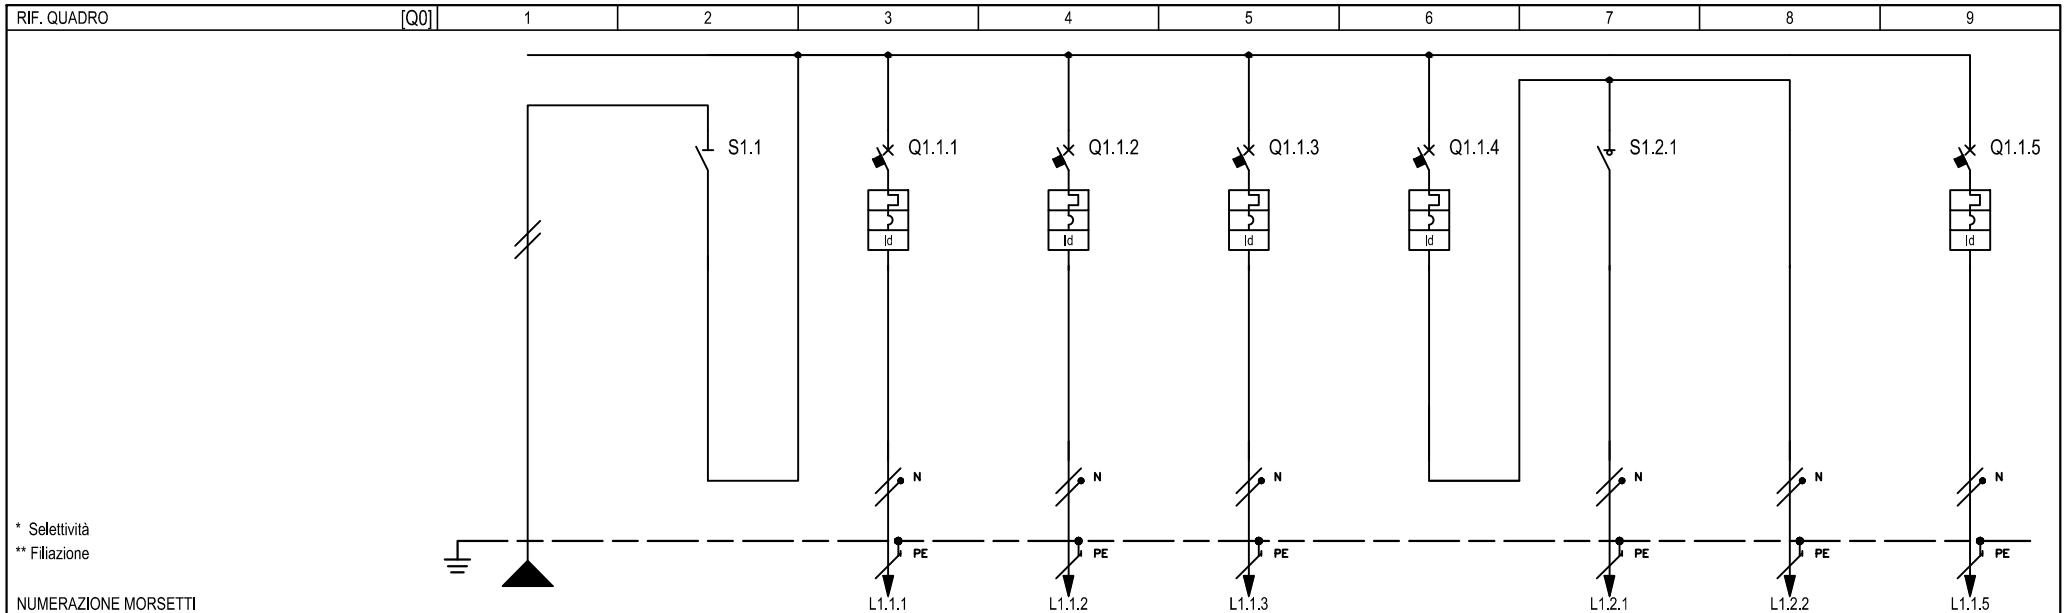 RIF. QUADRO [Q0] 1 2 3 4 5 6 7 8 9
S1.1 Q1.1.1 Q1.1.2 Q1.1.3 Q1.1.4 S1.2.1 Q1.1.5
Id Id Id Id Id
N N N N N N
* Selettività
** Filiazione
PE PE PE PE PE PE
NUMERAZIONE MORSETTI L1.1.1 L1.1.2 L1.1.3 L1.2.1 L1.2.2 L1.1.5